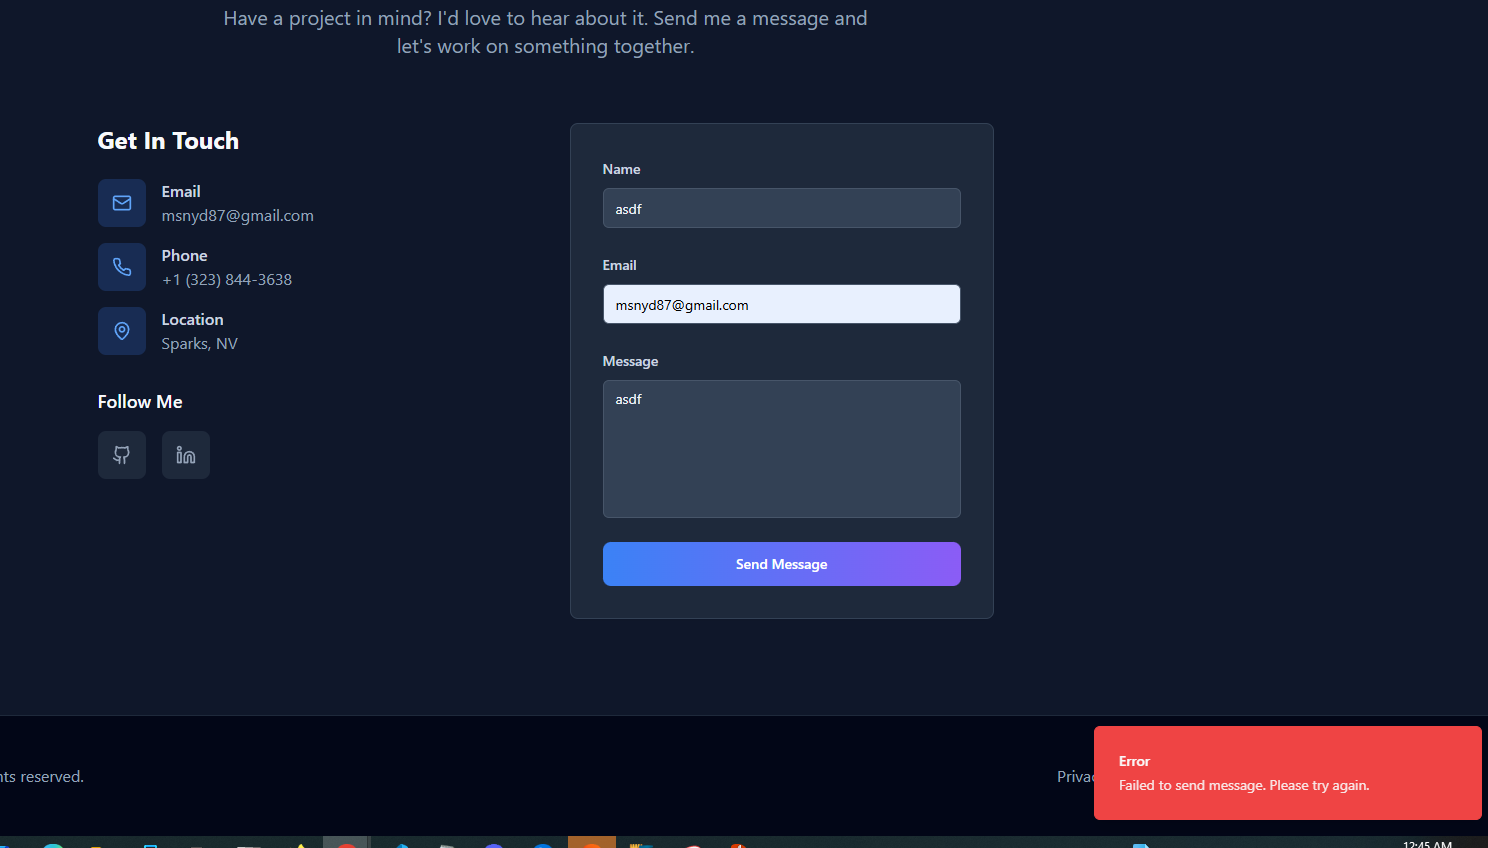 Have a project in mind? I'd love to hear about it. Send me a message and
let's work on something together.
Get In Touch
Email
msnyd87@gmail.com
Phone
+1 (323) 844-3638
Location
Sparks, NV
Follow Me
Name
asdf
Email
msnyd87@gmail.com
Message
asdf
Send Message
reserved.
Error
Failed to send message. Please try again.
12:45 AM